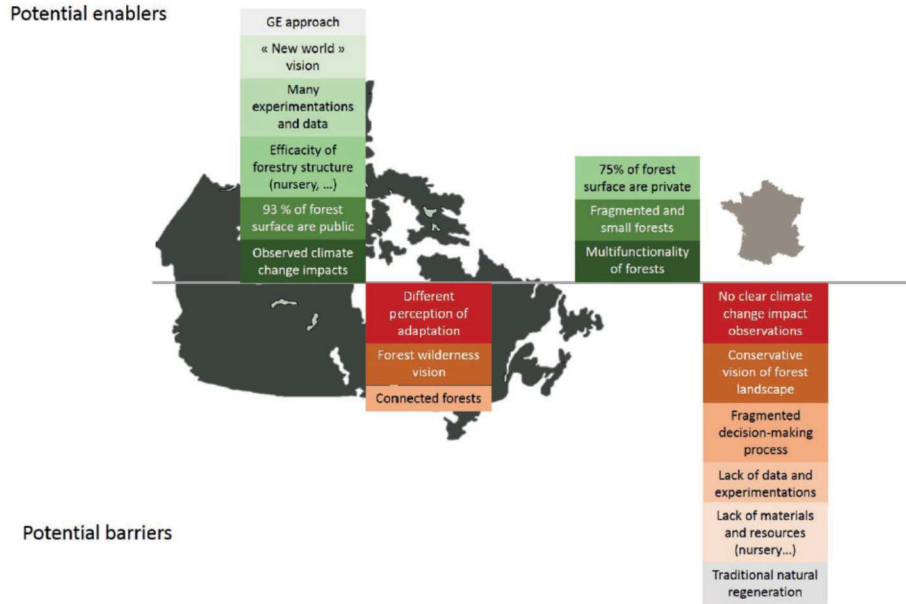 Potential enablers
GE approach
« New world »
vision
Many
experimentations
and data
Efficacy of
forestry structure
(nursery, ...)
93 % of forest
surface are public
Observed climate
change impacts
75% of forest
surface are private
Fragmented and
small forests
Multifunctionality
of forests
Different
perception of
adaptation
Forest wilderness
vision
Connected forests
No clear climate
change impact
observations
Conservative
vision of forest
landscape
Fragmented
decision-making
process
Lack of data and
experimentations
Lack of materials
and resources
(nursery...)
Traditional natural
regeneration
Potential barriers